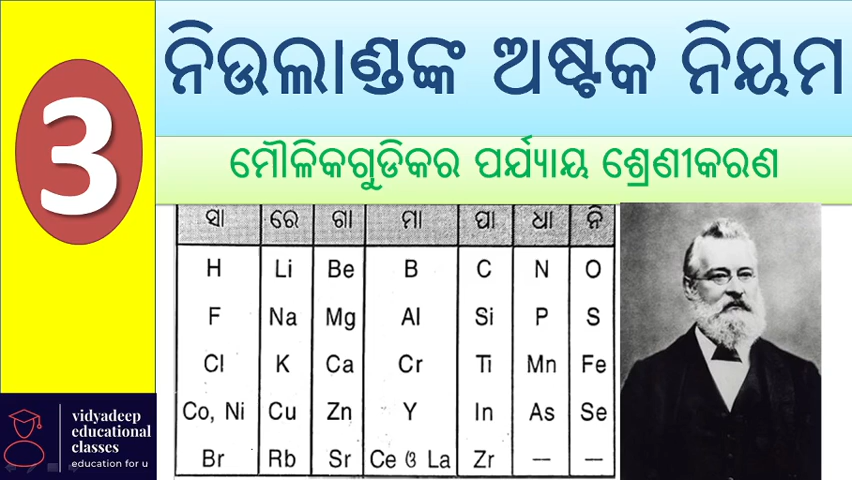 ନିଉଲାଣ୍ଡଙ୍କ ଅଷ୍ଟକ ନିୟମ
3
ମୌଳିକଗୁଡିକର ପର୍ଯ୍ୟାୟ ଶ୍ରେଣୀକରଣ
ସା ରେ ଗା ମା ପା ଧା ନି
H Li Be B C N O
F Na Mg Al Si P S
Cl K Ca Cr Ti Mn Fe
Co, Ni Cu Zn Y In As Se
Br Rb Sr Ce ଓ La Zr — —
vidyadeep
educational
classes
education for u